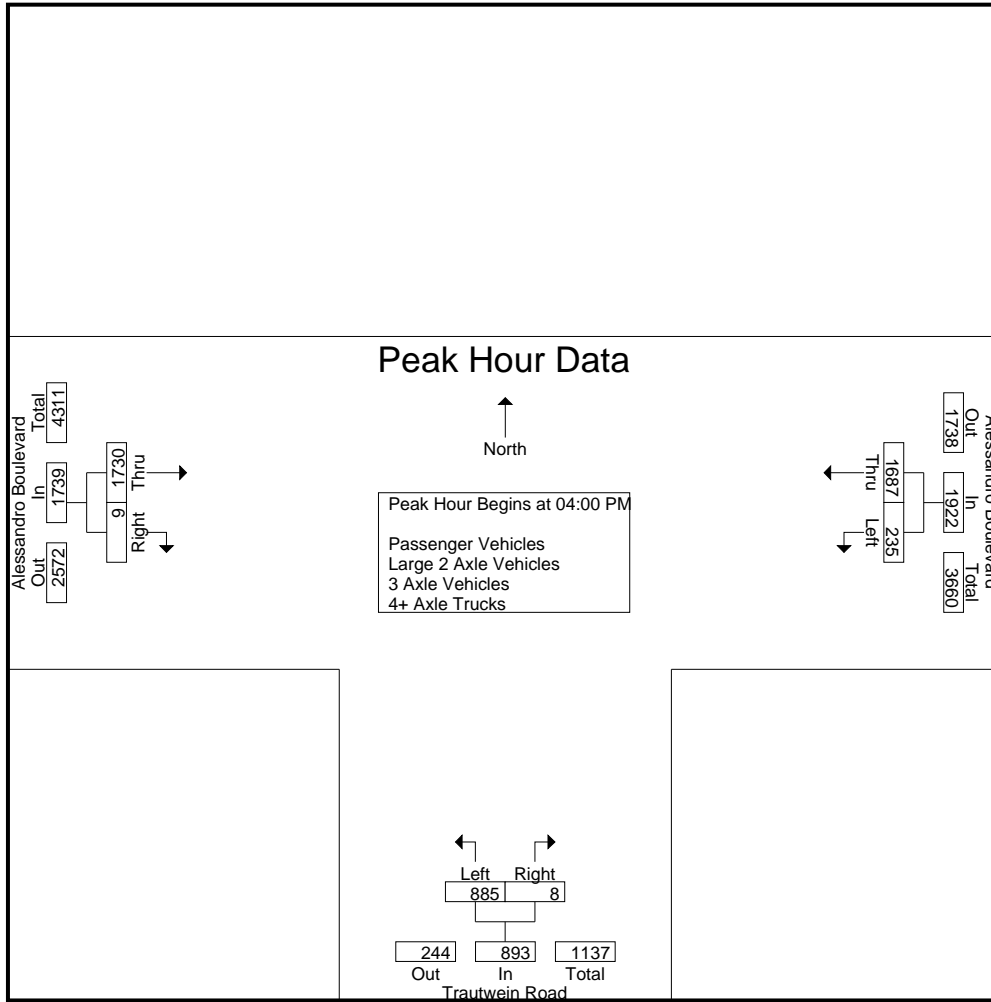 Peak Hour Data
North
Peak Hour Begins at 04:00 PM
Passenger Vehicles
Large 2 Axle Vehicles
3 Axle Vehicles
4+ Axle Trucks
Alessandro Boulevard
Out In Total
2572 1739 4311
Right Thru
9 1730
Alessandro Boulevard
Out In Total
1738 1922 3660
Thru Left
1687 235
Left Right
885 8
244 893 1137
Out In Total
Trautwein Road